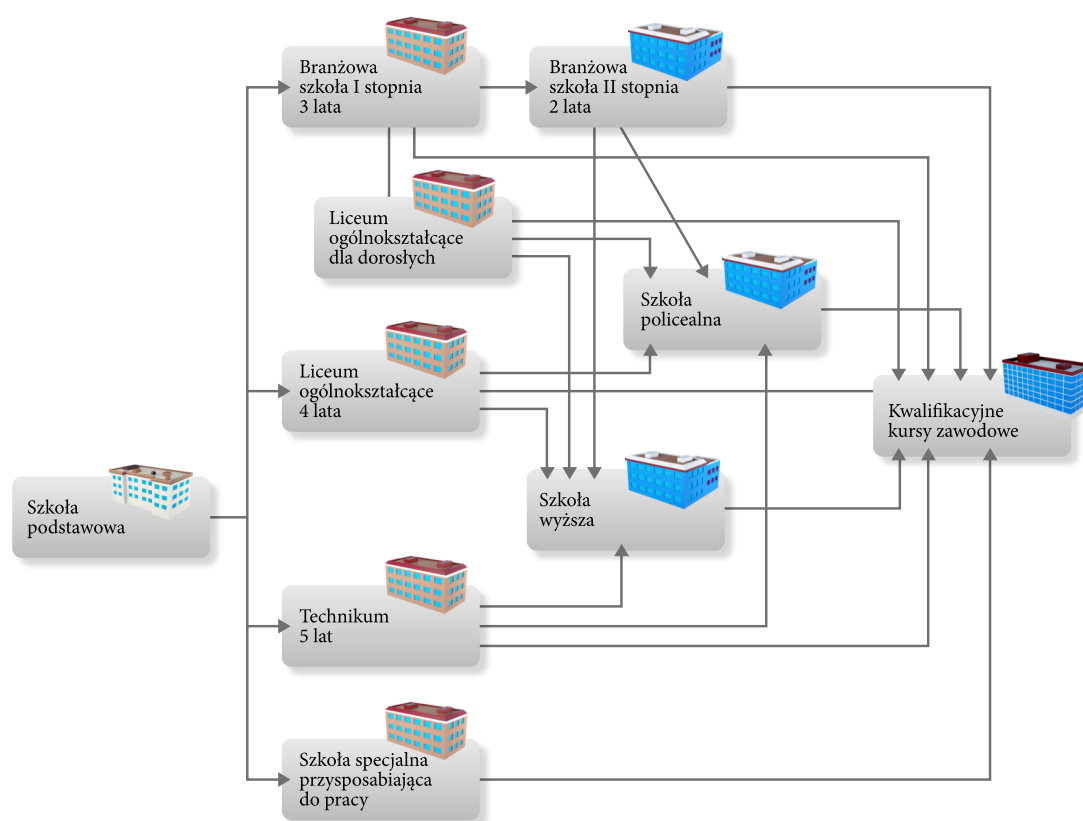 Branżowa
szkoła I stopnia
3 lata
Branżowa
szkoła II stopnia
2 lata
Liceum
ogólnokształcące
dla dorosłych
Szkoła
policealna
Liceum
ogólnokształcące
4 lata
Kwalifikacyjne
kursy zawodowe
Szkoła
podstawowa
Szkoła
wyższa
Technikum
5 lat
Szkoła specjalna
przysposabiająca
do pracy